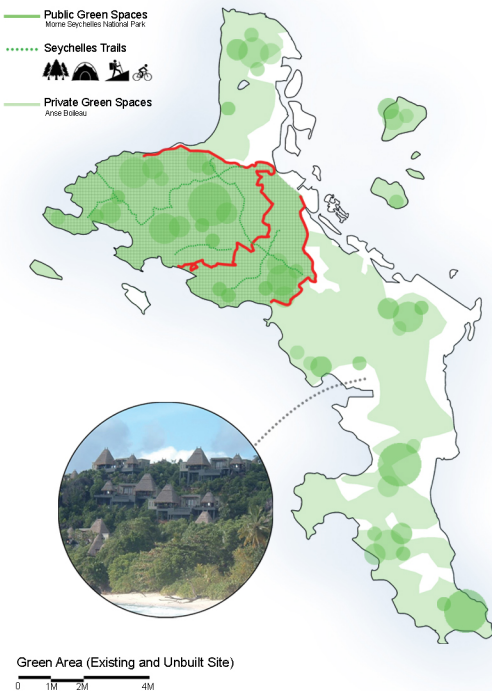 Public Green Spaces
Morne Seychelles National Park
Seychelles Trails
Private Green Spaces
Anse Boileau
Green Area (Existing and Unbuilt Site)
0 1M 2M 4M